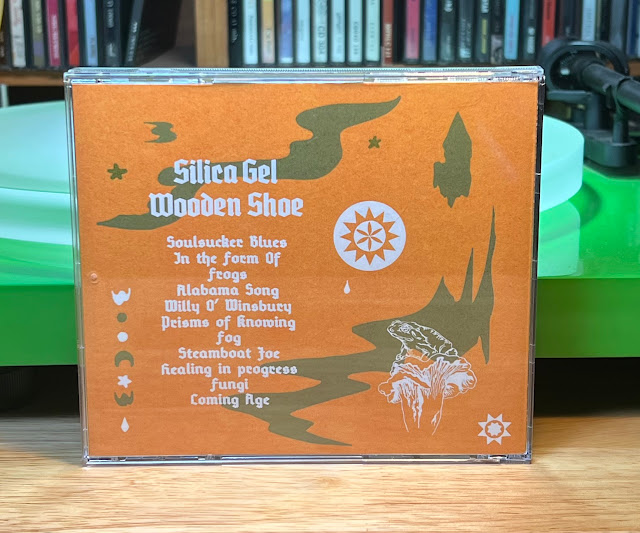 Silica Gel
Wooden Shoe
Soulsucker Blues
In the Form Of
Frogs
Alabama Song
Willy O' Winsbury
Prisms of Knowing
Fog
Steamboat Joe
Healing in progress
Fungi
Coming Age